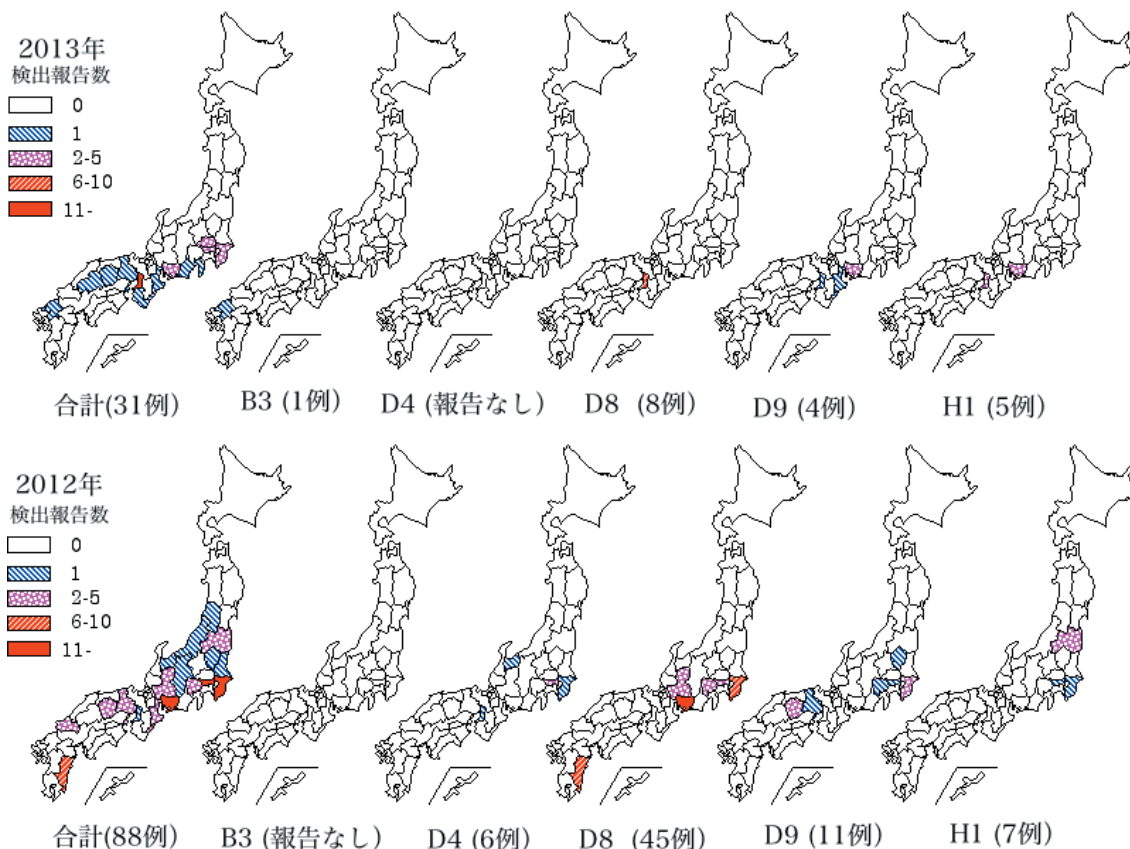 2013年
検出報告数
0
1
2-5
6-10
11-
合計(31例)
B3 (1例)
D4 (報告なし)
D8 (8例)
D9 (4例)
H1 (5例)
2012年
検出報告数
0
1
2-5
6-10
11-
合計(88例)
B3 (報告なし)
D4 (6例)
D8 (45例)
D9 (11例)
H1 (7例)